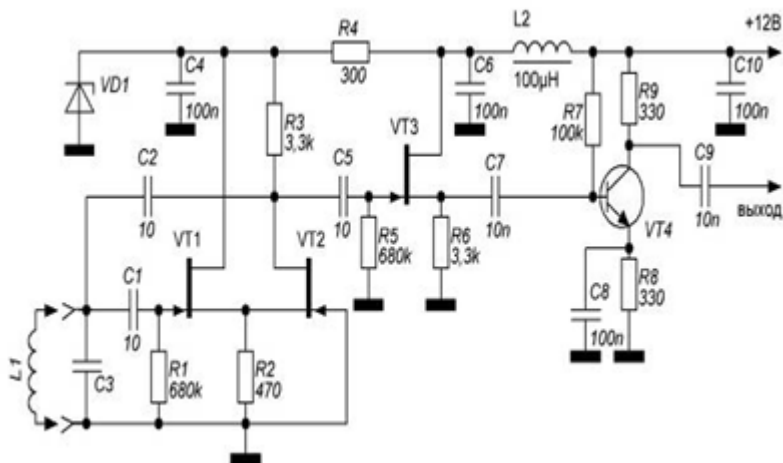 L2
+12В
R4
C4
C6
C10
VD1
300
100µH
R9
100n
100n
330
100n
R3
3,3k
R7
100k
VT3
C2
C5
C7
C9
10
10
10n
10n
выход
VT1
VT2
R5
680k
R6
3,3k
VT4
C1
C8
R8
330
10
100n
L1
C3
R1
680k
R2
470